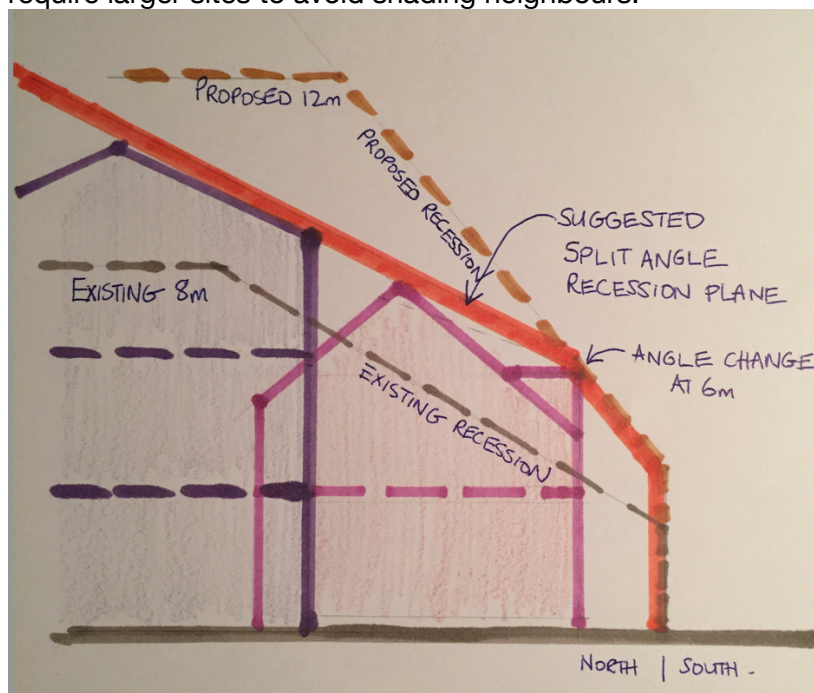 require larger sites to avoid shading neighbours.
PROPOSED 12m
PROPOSED RECESSION
SUGGESTED
SPLIT ANGLE
RECESSION PLANE
EXISTING 8m
ANGLE CHANGE
AT 6m
EXISTING RECESSION
NORTH | SOUTH.